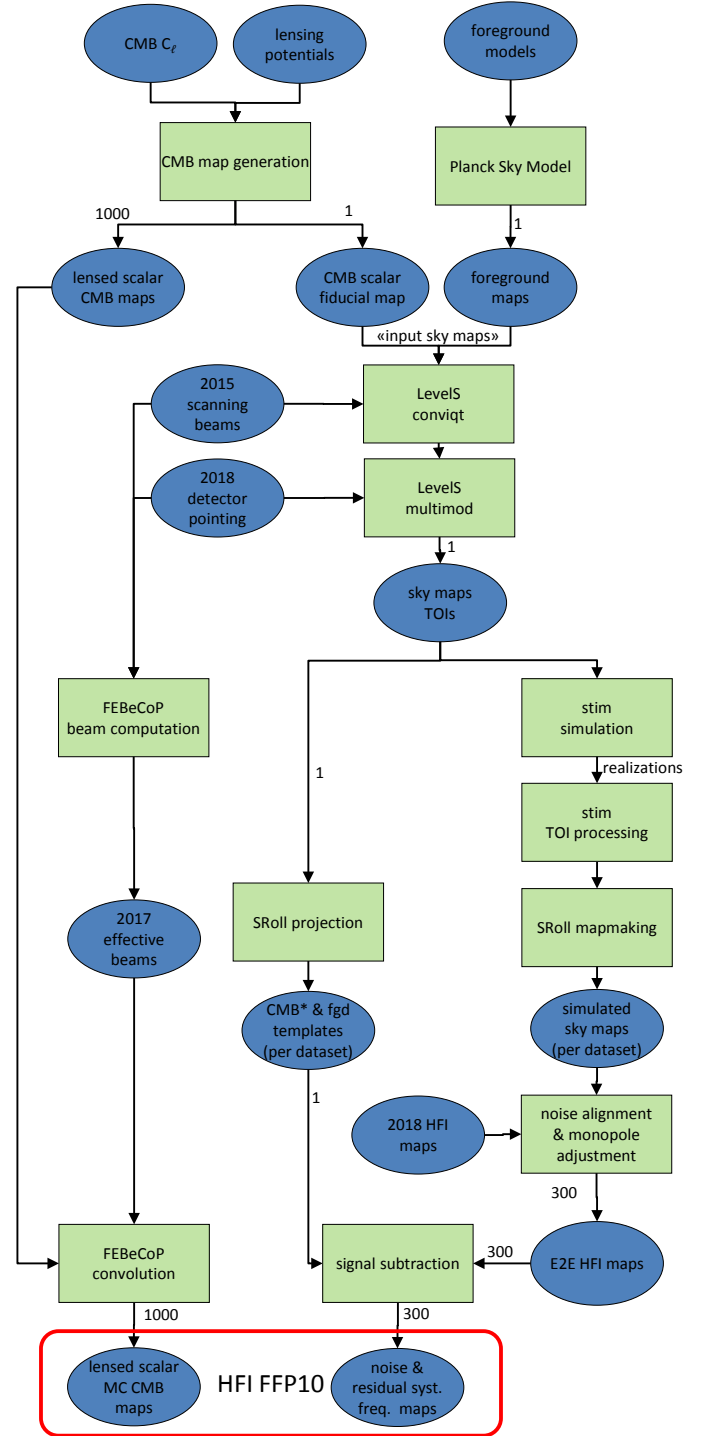 CMB Cℓ
lensing
potentials
foreground
models
CMB map generation
Planck Sky Model
1000
1
1
lensed scalar
CMB maps
CMB scalar
fiducial map
foreground
maps
«input sky maps»
2015
scanning
beams
LevelS
conviqt
2018
detector
pointing
LevelS
multimod
1
sky maps
TOIs
FEBeCoP
beam computation
stim
simulation
1
realizations
stim
TOI processing
2017
effective
beams
SRoll projection
SRoll mapmaking
CMB* & fgd
templates
(per dataset)
simulated
sky maps
(per dataset)
1
2018 HFI
maps
noise alignment
& monopole
adjustment
300
FEBeCoP
convolution
signal subtraction
300
E2E HFI maps
1000
300
lensed scalar
MC CMB
maps
HFI FFP10
noise &
residual syst.
freq. maps